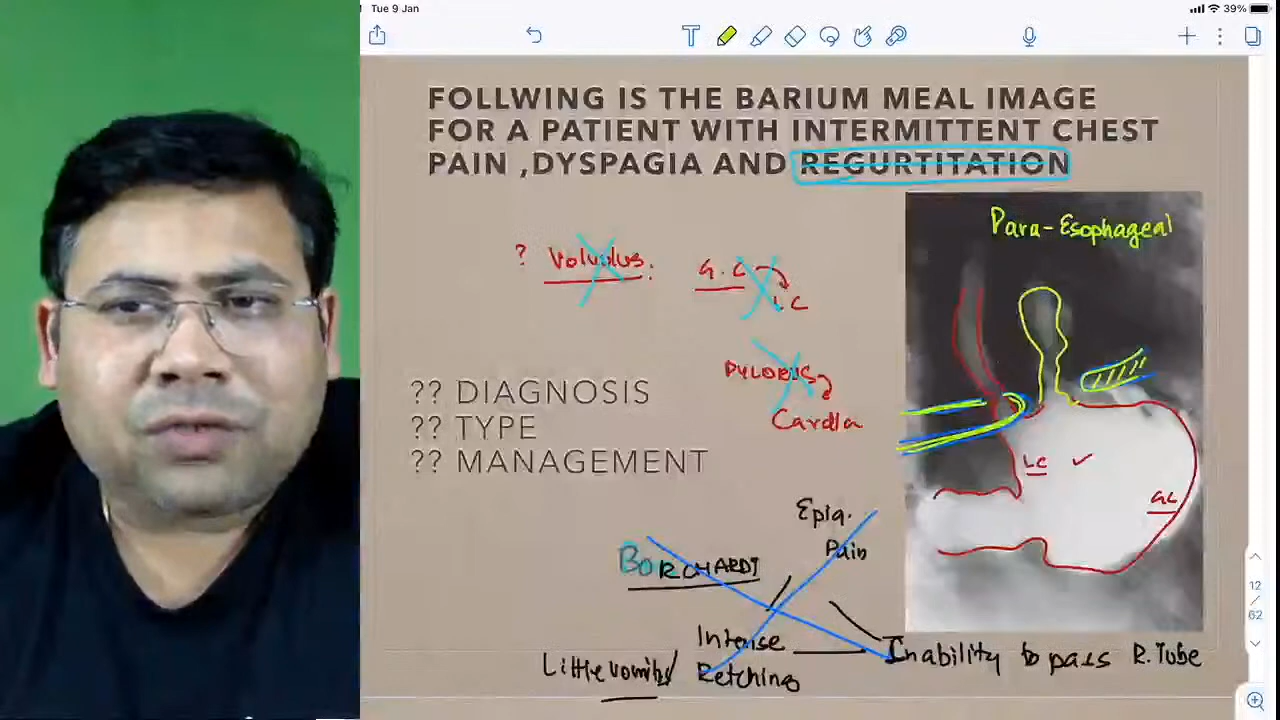 Tue 9 Jan
39%
FOLLWING IS THE BARIUM MEAL IMAGE
FOR A PATIENT WITH INTERMITTENT CHEST
PAIN ,DYSPAGIA AND REGURTITATION
Para-Esophageal
? Volvulus. G.C
LC
PYLORUS
Cardia
?? DIAGNOSIS
?? TYPE
?? MANAGEMENT
LC
GC
Epig.
Pain
BORCHARDT
Intense
Little vomits/ Retching
Inability to pass R. Tube
12
/
62